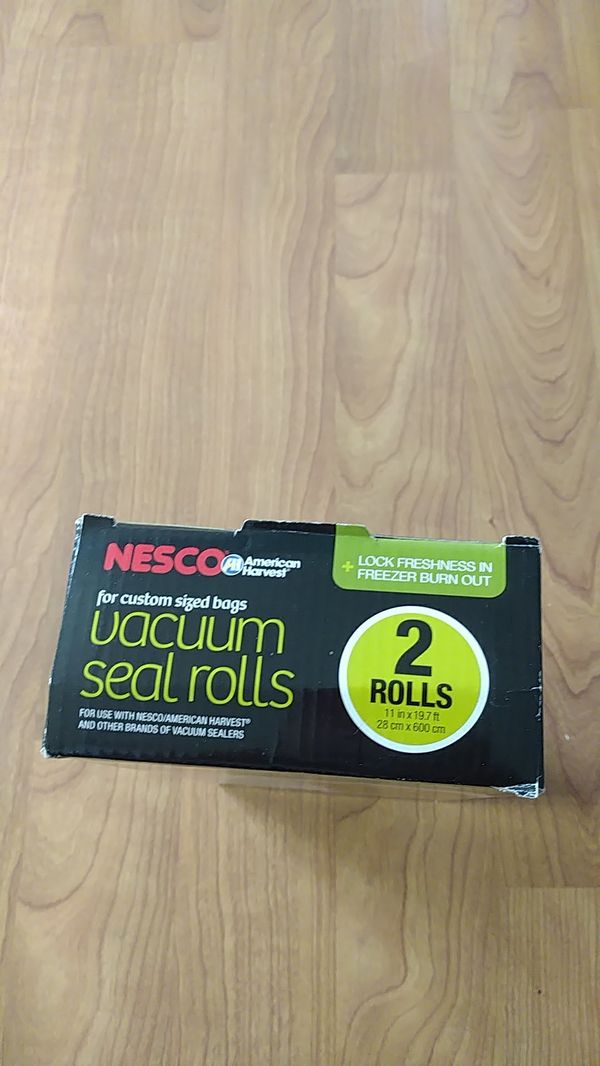 NESCO American
Harvest®
+ LOCK FRESHNESS IN
FREEZER BURN OUT
for custom sized bags
vacuum
seal rolls
FOR USE WITH NESCO/AMERICAN HARVEST®
AND OTHER BRANDS OF VACUUM SEALERS
2
ROLLS
11 in x 19.7 ft
28 cm x 600 cm